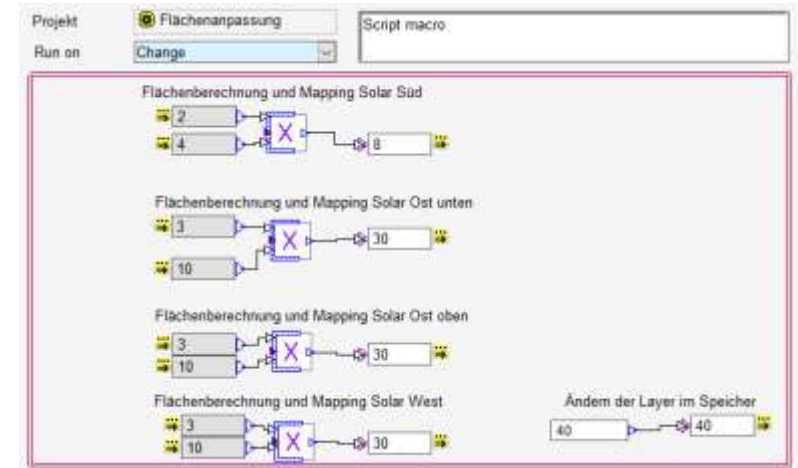 Projekt
Flächenanpassung
Script macro
Run on
Change
Flächenberechnung und Mapping Solar Süd
2
4
8
Flächenberechnung und Mapping Solar Ost unten
3
30
10
Flächenberechnung und Mapping Solar Ost oben
3
30
10
Flächenberechnung und Mapping Solar West
3
10
30
Ändern der Layer im Speicher
40
40